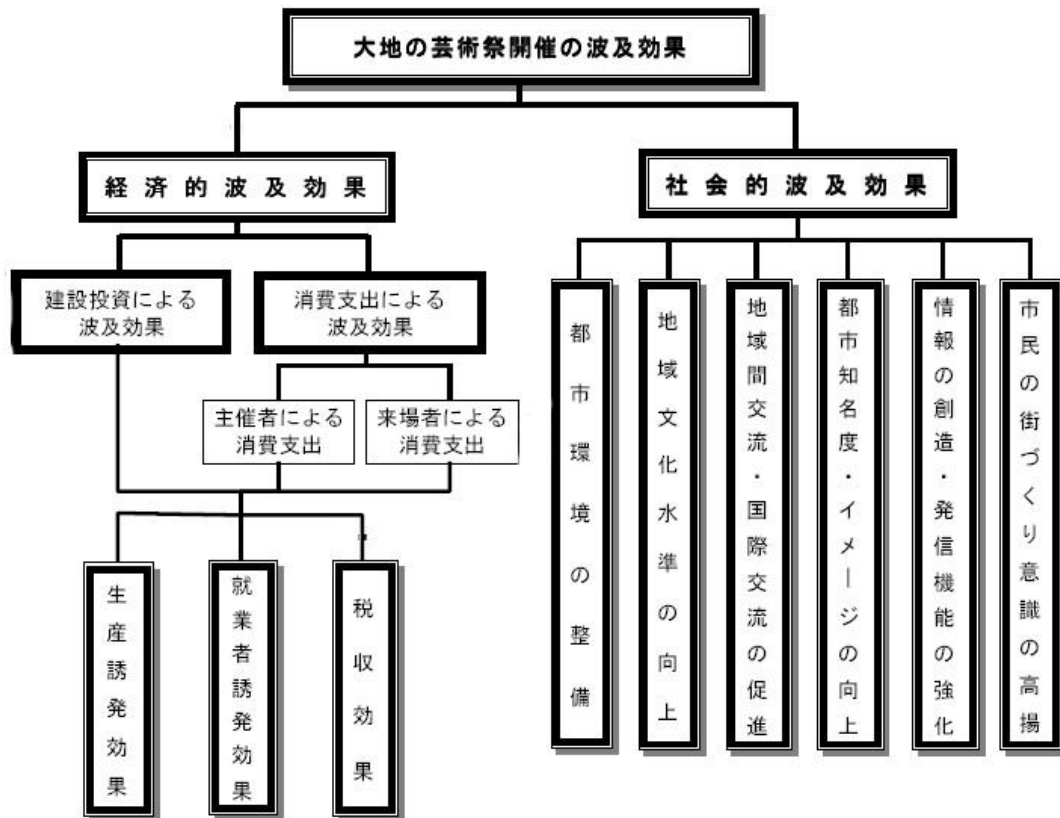 大地の芸術祭開催の波及効果
経済的波及効果
社会的波及効果
建設投資による
波及効果
消費支出による
波及効果
主催者による
消費支出
来場者による
消費支出
生産誘発効果
就業者誘発効果
税収効果
都市環境の整備
地域文化水準の向上
地域間交流・国際交流の促進
都市知名度・イメージの向上
情報の創造・発信機能の強化
市民の街づくり意識の高揚